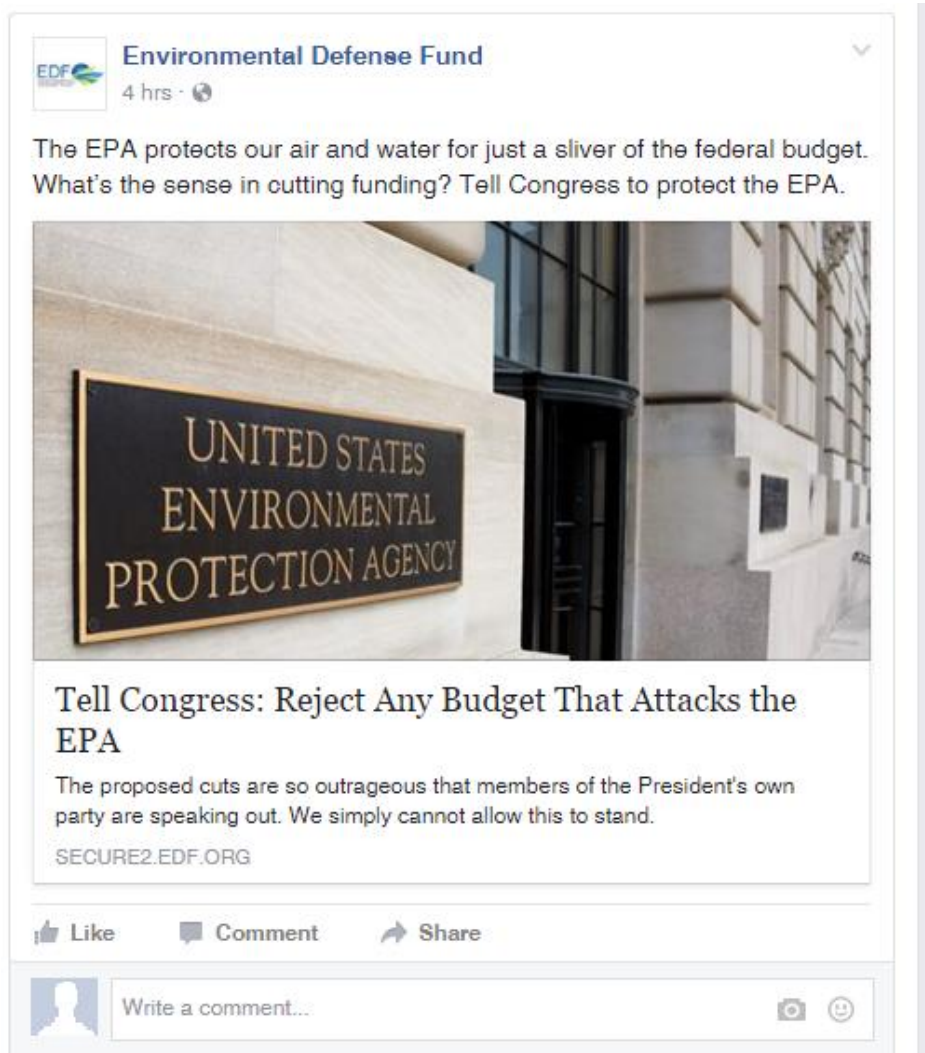 EDF
Environmental Defense Fund
4 hrs ·
The EPA protects our air and water for just a sliver of the federal budget.
What's the sense in cutting funding? Tell Congress to protect the EPA.
UNITED STATES
ENVIRONMENTAL
PROTECTION AGENCY
Tell Congress: Reject Any Budget That Attacks the
EPA
The proposed cuts are so outrageous that members of the President's own
party are speaking out. We simply cannot allow this to stand.
SECURE2.EDF.ORG
Like Comment Share
Write a comment...